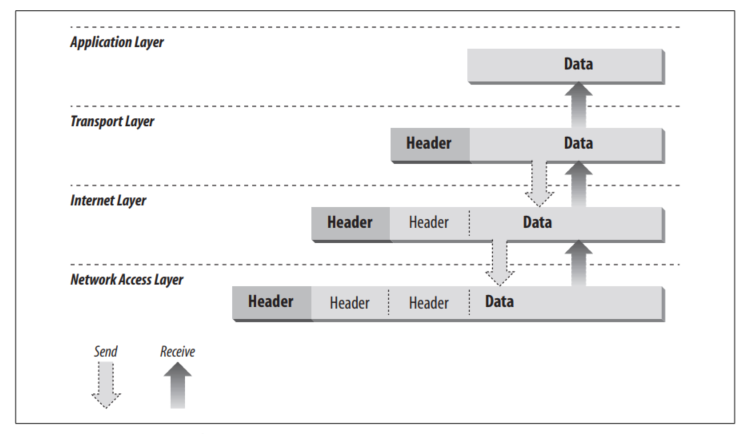 Application Layer
Data
Transport Layer
Header Data
Internet Layer
Header Header Data
Network Access Layer
Header Header Header Data
Send Receive